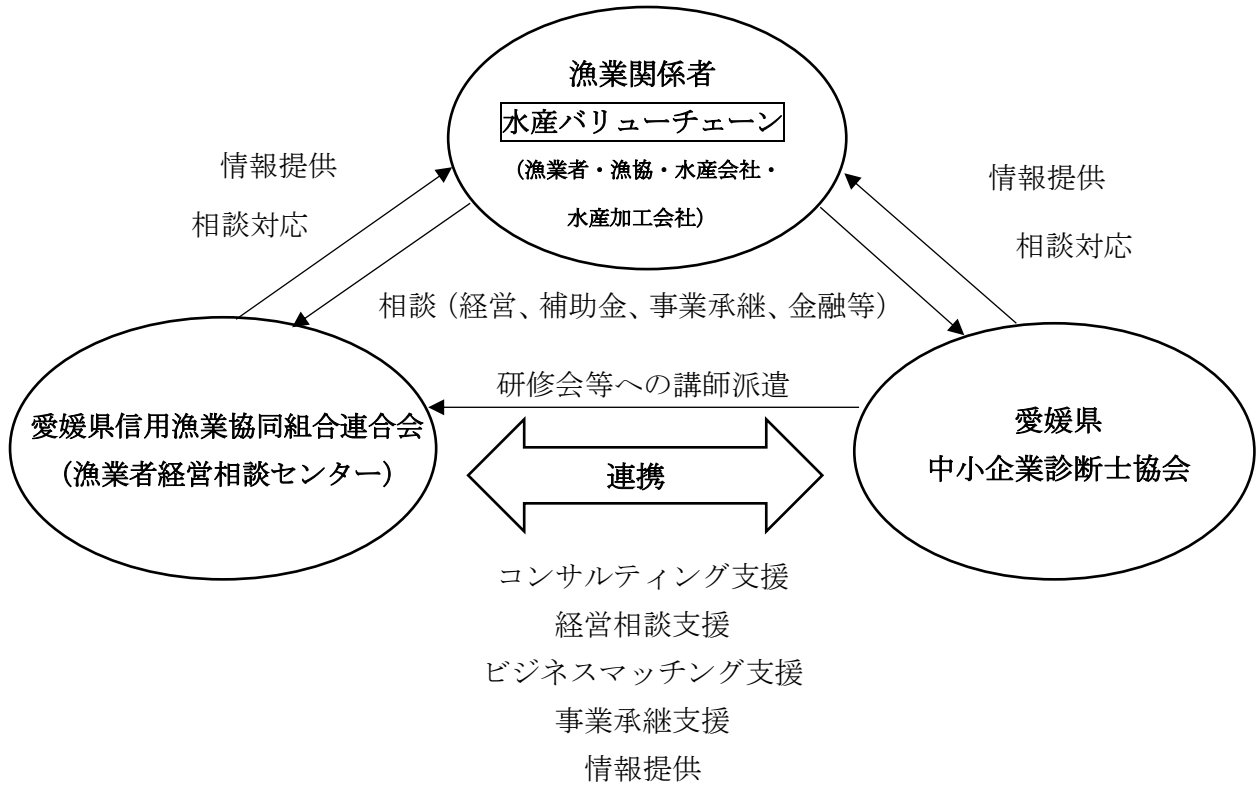 漁業関係者
水産バリューチェーン
（漁業者・漁協・水産会社・
水産加工会社）
情報提供
相談対応
情報提供
相談対応
相談（経営、補助金、事業承継、金融等）
研修会等への講師派遣
愛媛県信用漁業協同組合連合会
（漁業者経営相談センター）
連携
愛媛県
中小企業診断士協会
コンサルティング支援
経営相談支援
ビジネスマッチング支援
事業承継支援
情報提供